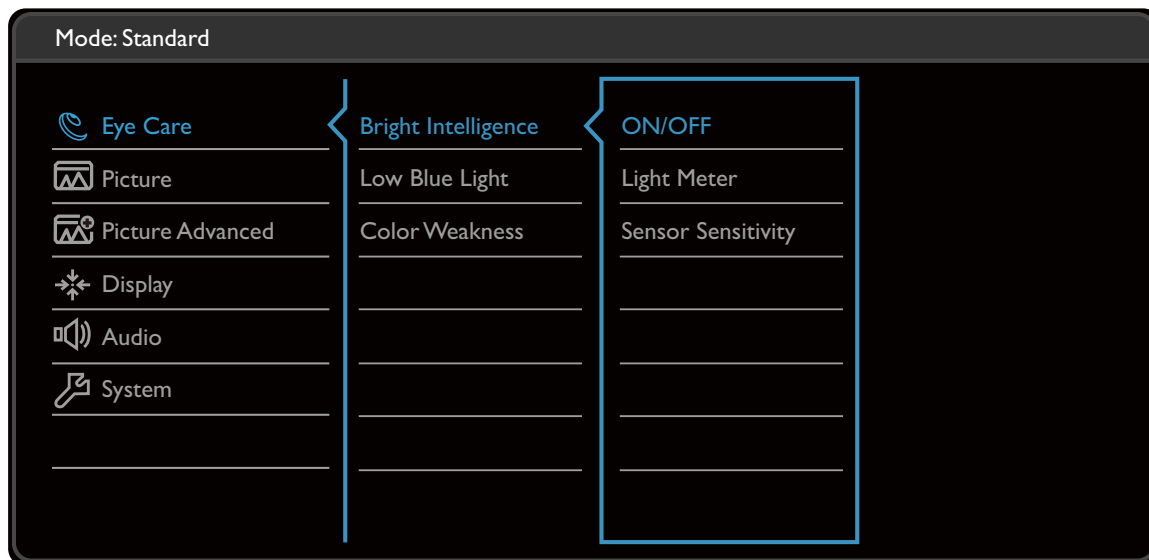 Mode: Standard
Eye Care
Bright Intelligence
ON/OFF
Picture
Low Blue Light
Light Meter
Picture Advanced
Color Weakness
Sensor Sensitivity
Display
Audio
System